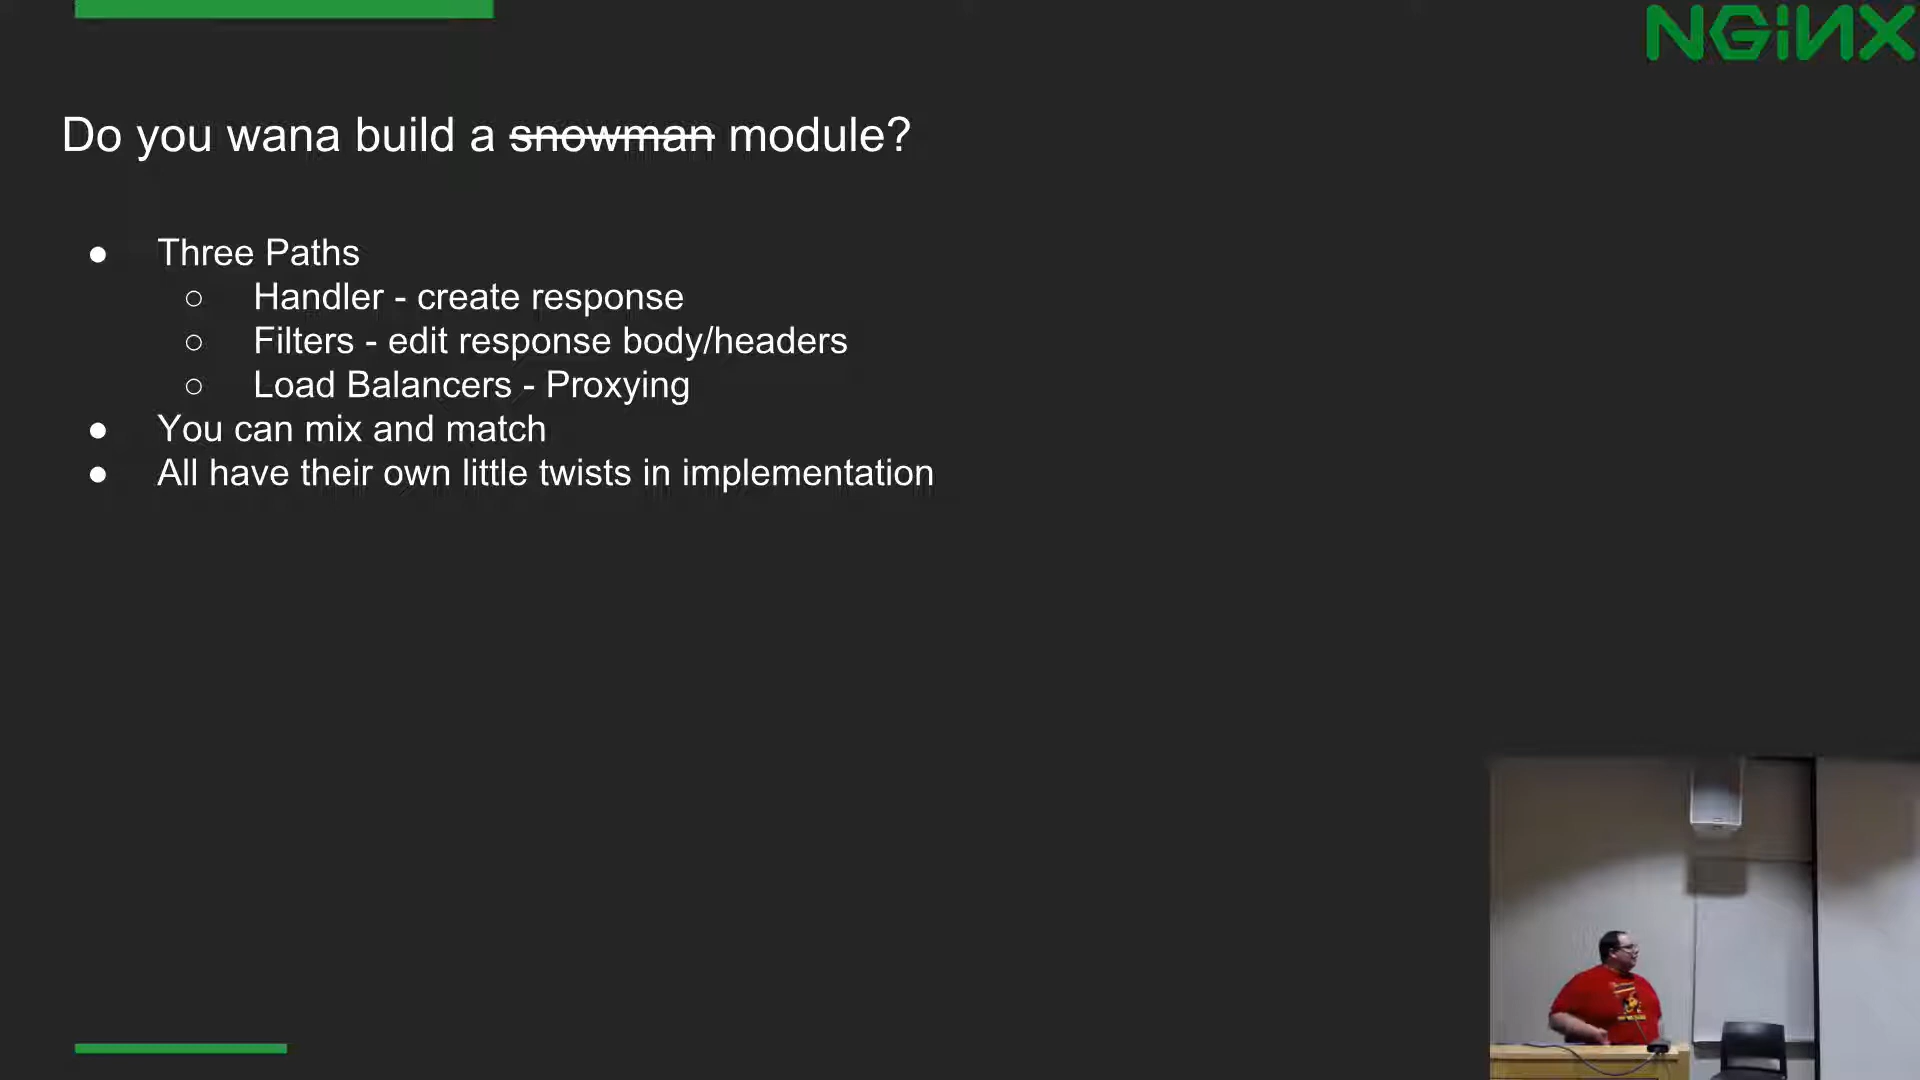 NGiNX
Do you wana build a snowman module?
● Three Paths
○ Handler - create response
○ Filters - edit response body/headers
○ Load Balancers - Proxying
● You can mix and match
● All have their own little twists in implementation